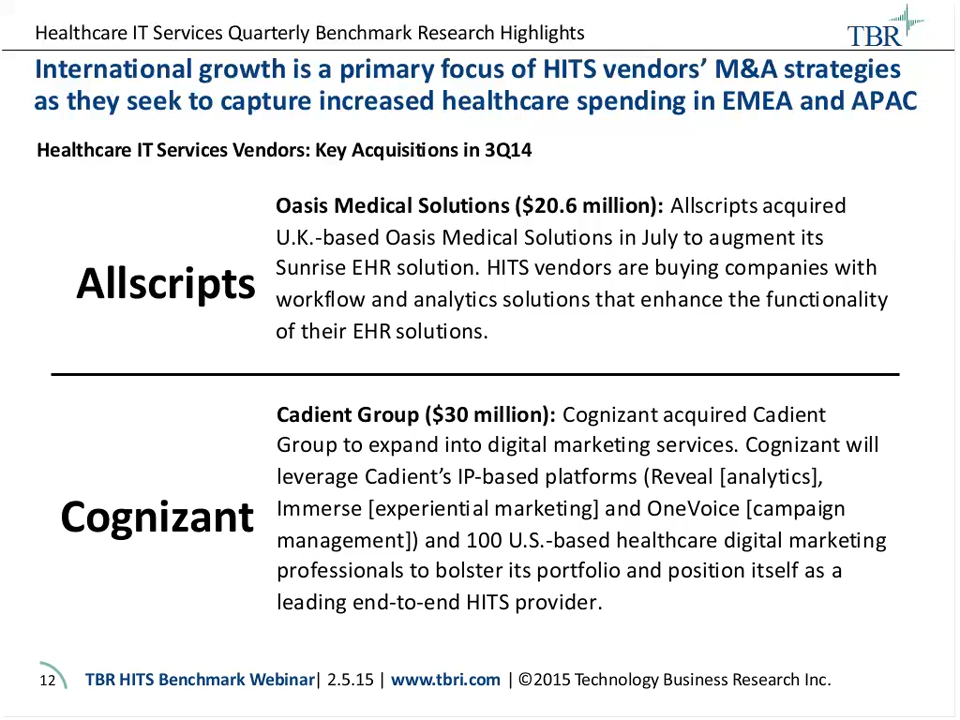 Healthcare IT Services Quarterly Benchmark Research Highlights
TBR
International growth is a primary focus of HITS vendors’ M&A strategies
as they seek to capture increased healthcare spending in EMEA and APAC
Healthcare IT Services Vendors: Key Acquisitions in 3Q14
Allscripts
Oasis Medical Solutions ($20.6 million): Allscripts acquired
U.K.-based Oasis Medical Solutions in July to augment its
Sunrise EHR solution. HITS vendors are buying companies with
workflow and analytics solutions that enhance the functionality
of their EHR solutions.
Cognizant
Cadient Group ($30 million): Cognizant acquired Cadient
Group to expand into digital marketing services. Cognizant will
leverage Cadient’s IP-based platforms (Reveal [analytics],
Immerse [experiential marketing] and OneVoice [campaign
management]) and 100 U.S.-based healthcare digital marketing
professionals to bolster its portfolio and position itself as a
leading end-to-end HITS provider.
12 TBR HITS Benchmark Webinar| 2.5.15 | www.tbri.com | ©2015 Technology Business Research Inc.